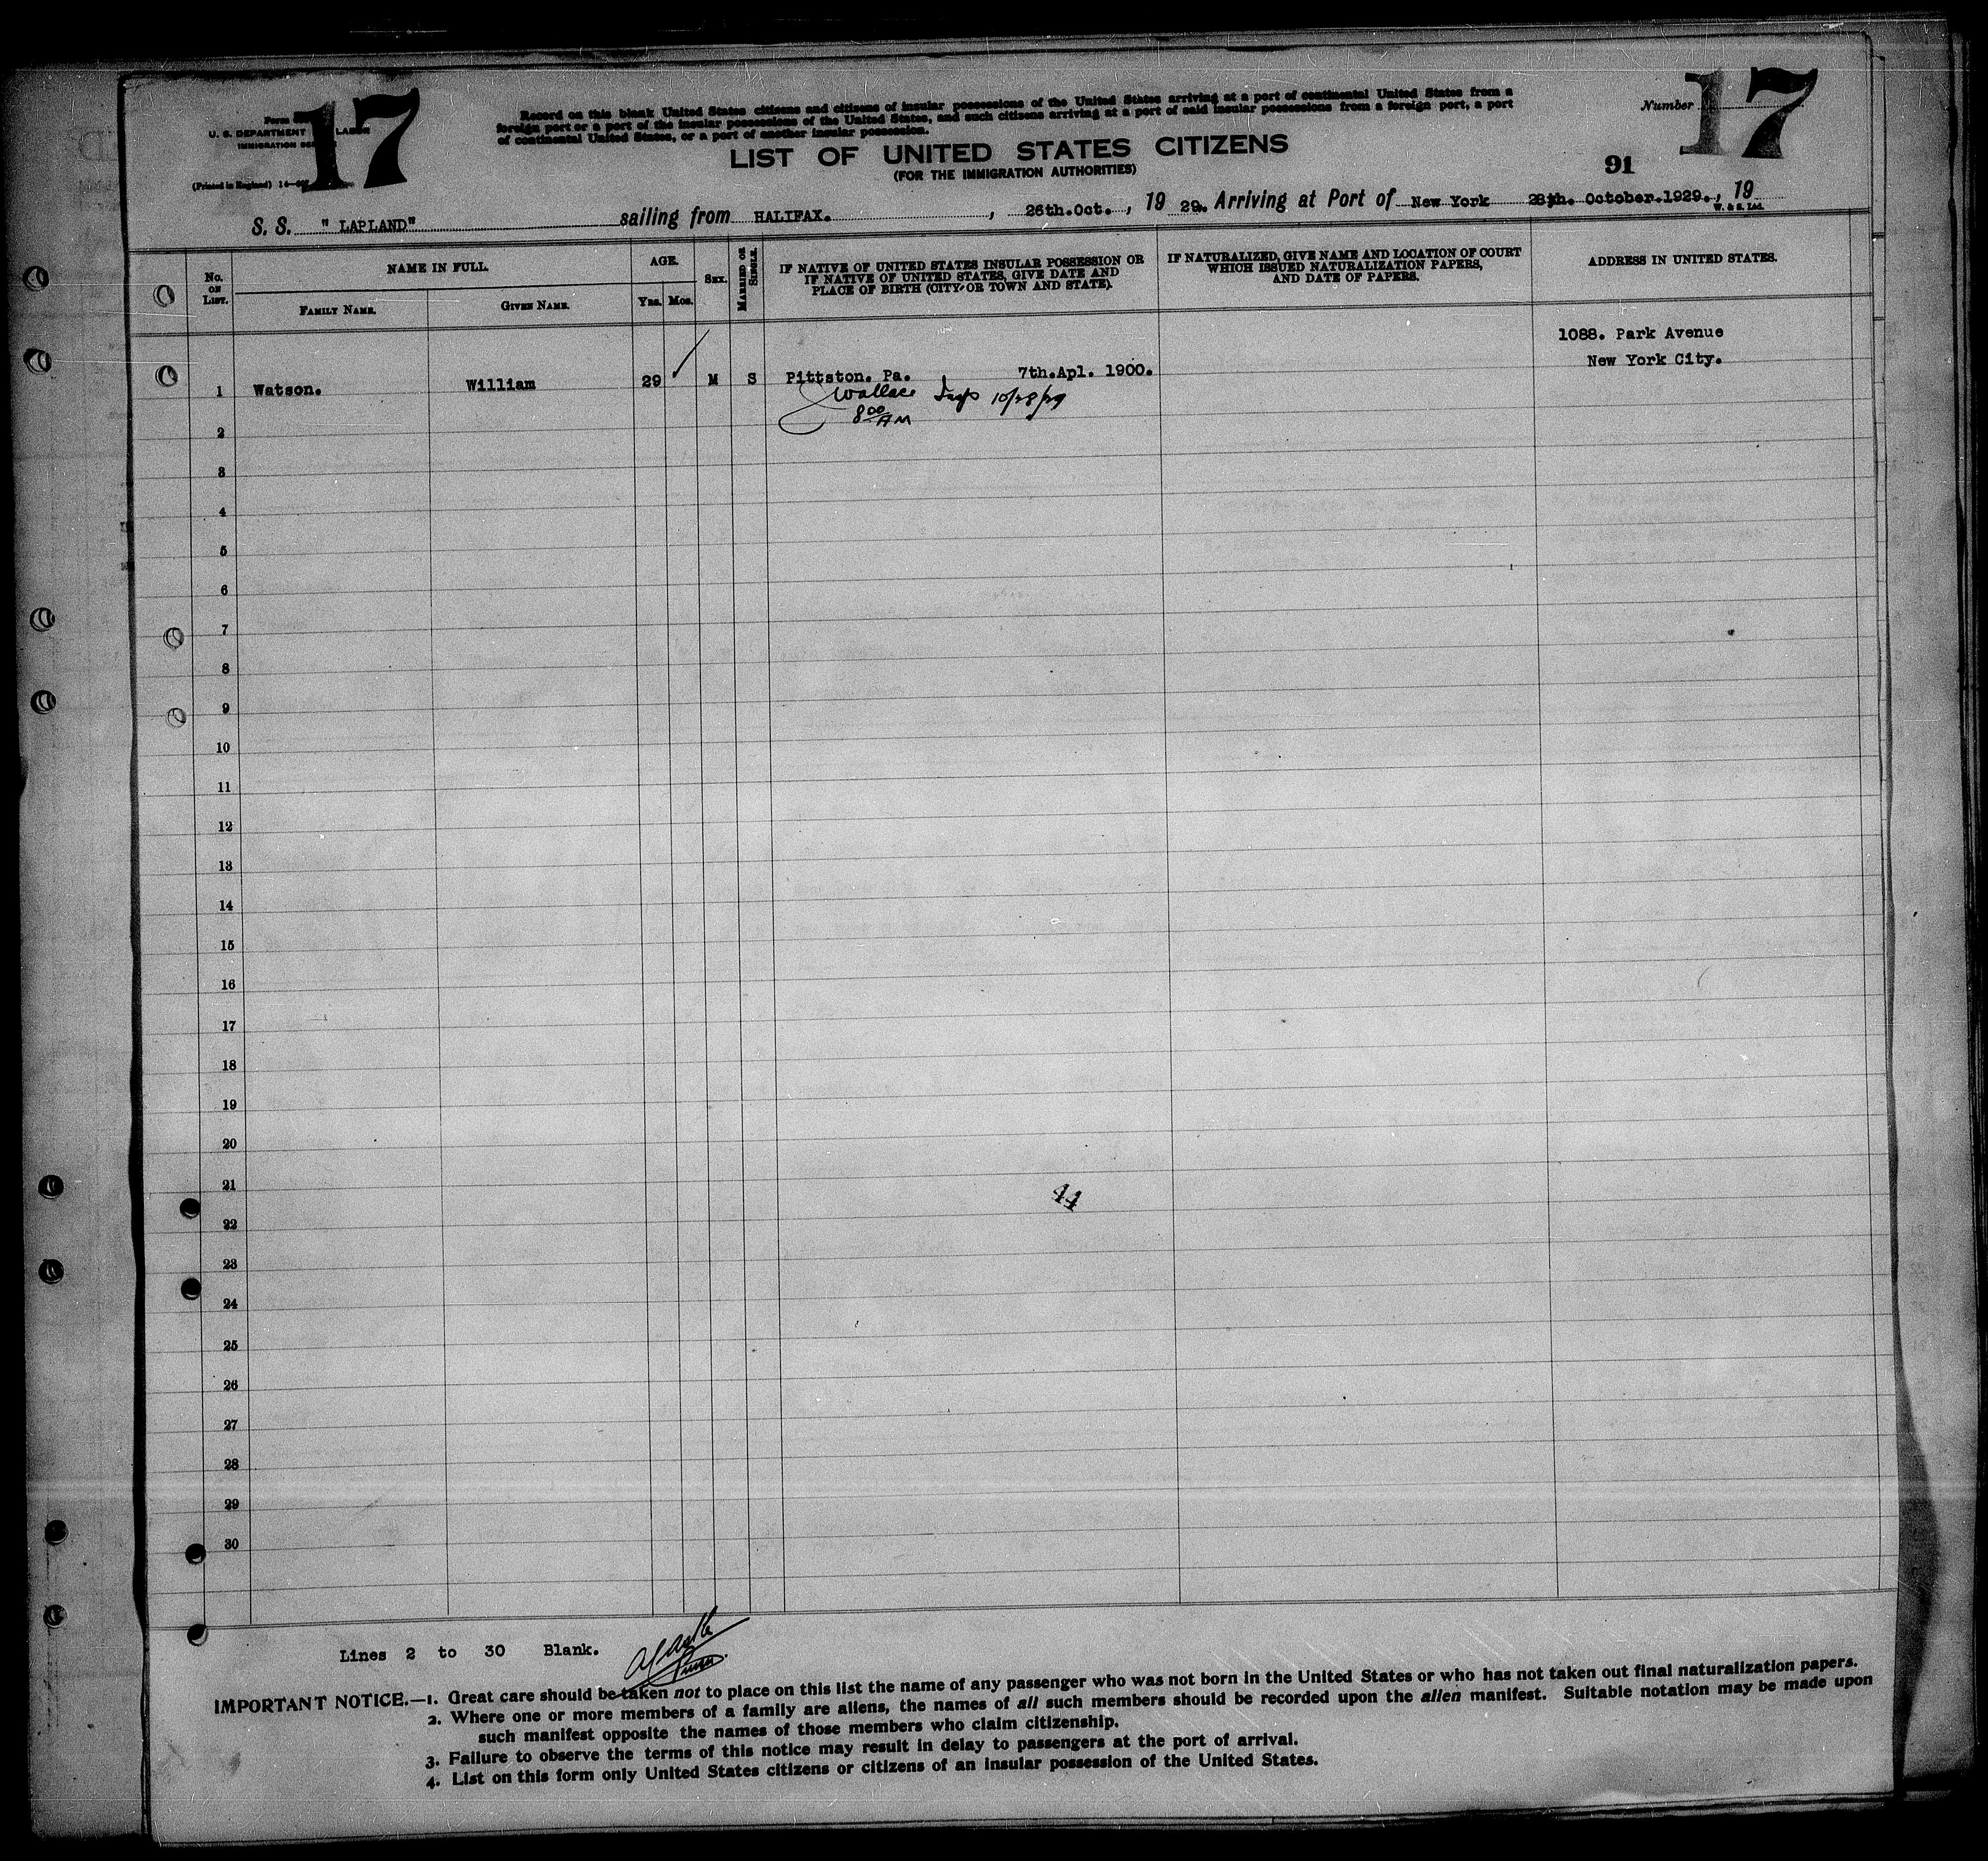 17
17
Number
Form
U. S. DEPARTMENT LABOR
IMMIGRATION
(Printed in England) 14—
Record on this blank United States citizens and citizens of insular possessions of the United States arriving at a port of continental United States from a
foreign port or a port of the insular possessions of the United States, and such citizens arriving at a port of said insular possessions from a foreign port, a port
of continental United States, or a port of another insular possession.
LIST OF UNITED STATES CITIZENS
(FOR THE IMMIGRATION AUTHORITIES)
91
S. S. " LAPLAND" sailing from HALIFAX. , 26th.Oct. , 19 29. Arriving at Port of New York 28th. October.1929. , 19
W. & S. Ltd.
No. ON LIST.
NAME IN FULL.
FAMILY NAME.
GIVEN NAME.
AGE.
YRS. MOS.
SEX.
MARRIED OR SINGLE.
IF NATIVE OF UNITED STATES INSULAR POSSESSION OR
IF NATIVE OF UNITED STATES, GIVE DATE AND
PLACE OF BIRTH (CITY OR TOWN AND STATE).
IF NATURALIZED, GIVE NAME AND LOCATION OF COURT
WHICH ISSUED NATURALIZATION PAPERS,
AND DATE OF PAPERS.
ADDRESS IN UNITED STATES.
1088. Park Avenue
New York City.
1 Watson. William 29 M S Pittston. Pa. 7th.Apl. 1900.
Wallace Insp 10/28/29
8 00 AM
2
3
4
5
6
7
8
9
10
11
12
13
14
15
16
17
18
19
20
21
44
22
23
24
25
26
27
28
29
30
Lines 2 to 30 Blank.
IMPORTANT NOTICE.—1. Great care should be taken not to place on this list the name of any passenger who was not born in the United States or who has not taken out final naturalization papers.
2. Where one or more members of a family are aliens, the names of all such members should be recorded upon the alien manifest. Suitable notation may be made upon
such manifest opposite the names of those members who claim citizenship.
3. Failure to observe the terms of this notice may result in delay to passengers at the port of arrival.
4. List on this form only United States citizens or citizens of an insular possession of the United States.